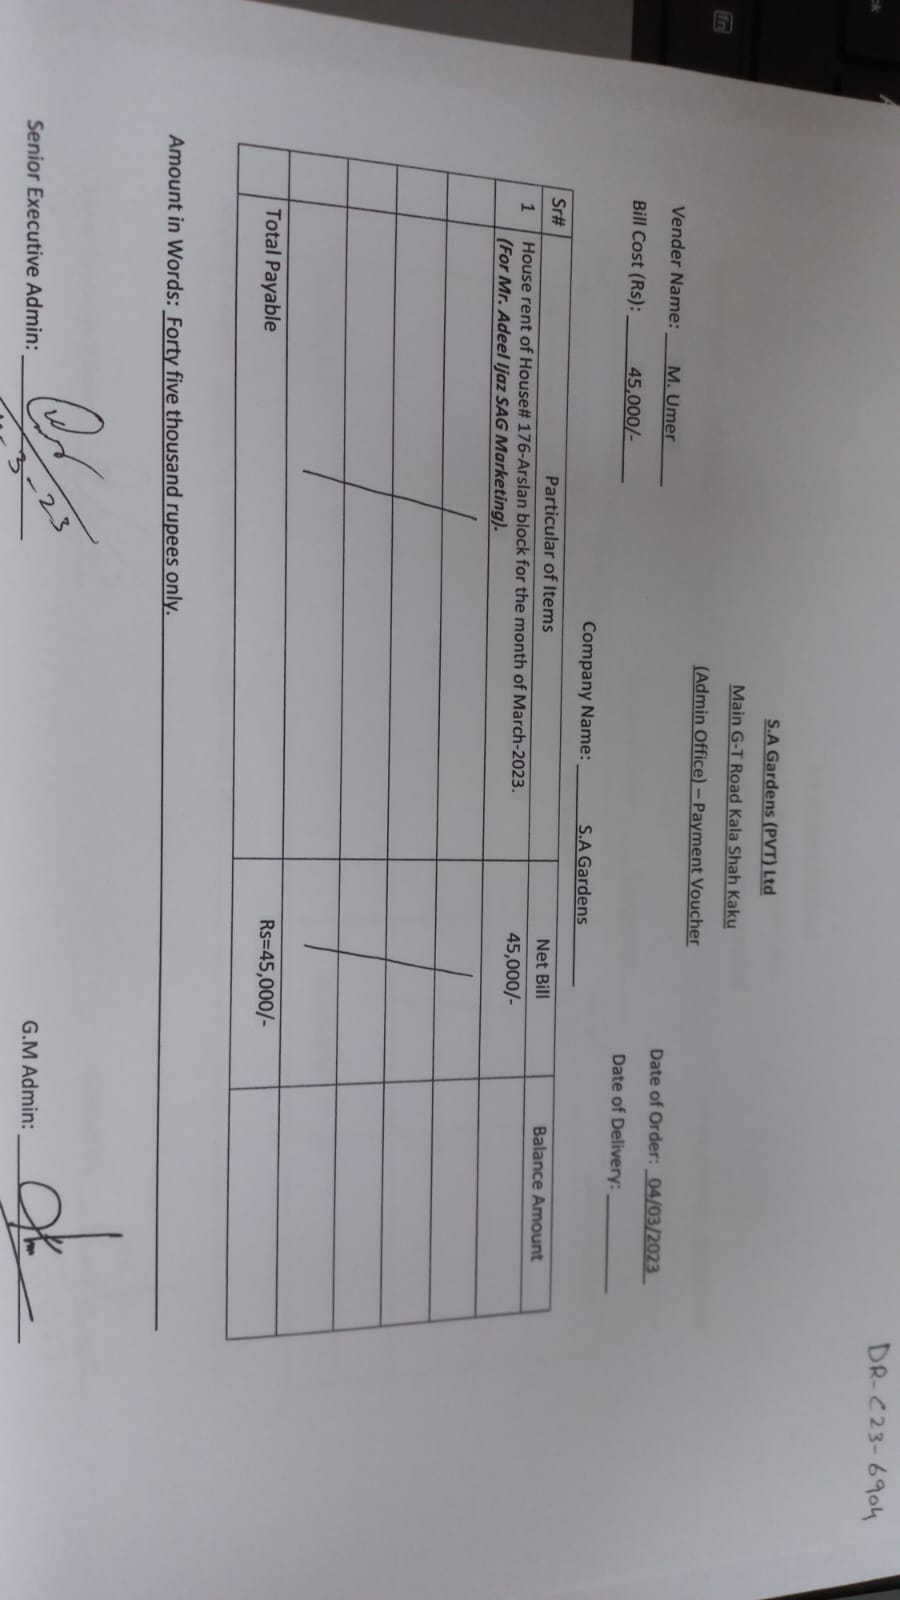 DR-C23-6904
S.A Gardens (PVT) Ltd
Main G-T Road Kala Shah Kaku
(Admin Office) – Payment Voucher
Vender Name: M. Umer Date of Order: 04/03/2023
Bill Cost (Rs): 45,000/- Date of Delivery:
Company Name: S.A Gardens
Sr# Particular of Items Net Bill Balance Amount
1 House rent of House# 176-Arslan block for the month of March-2023. 45,000/-
(For Mr. Adeel Ijaz SAG Marketing).
Total Payable Rs=45,000/-
Amount in Words: Forty five thousand rupees only.
Senior Executive Admin: G.M Admin:
3-23